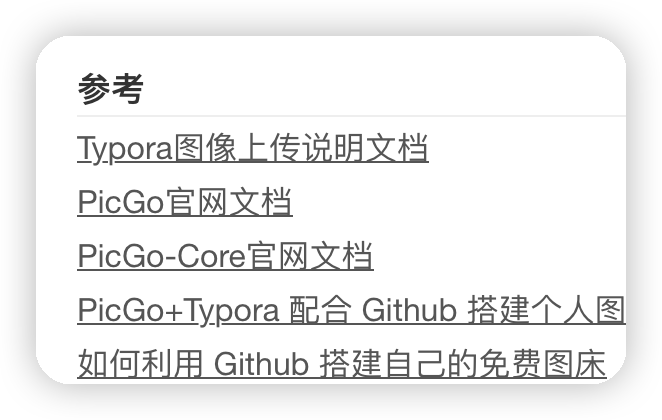 参考
Typora图像上传说明文档
PicGo官网文档
PicGo-Core官网文档
PicGo+Typora 配合 Github 搭建个人图
如何利用 Github 搭建自己的免费图床